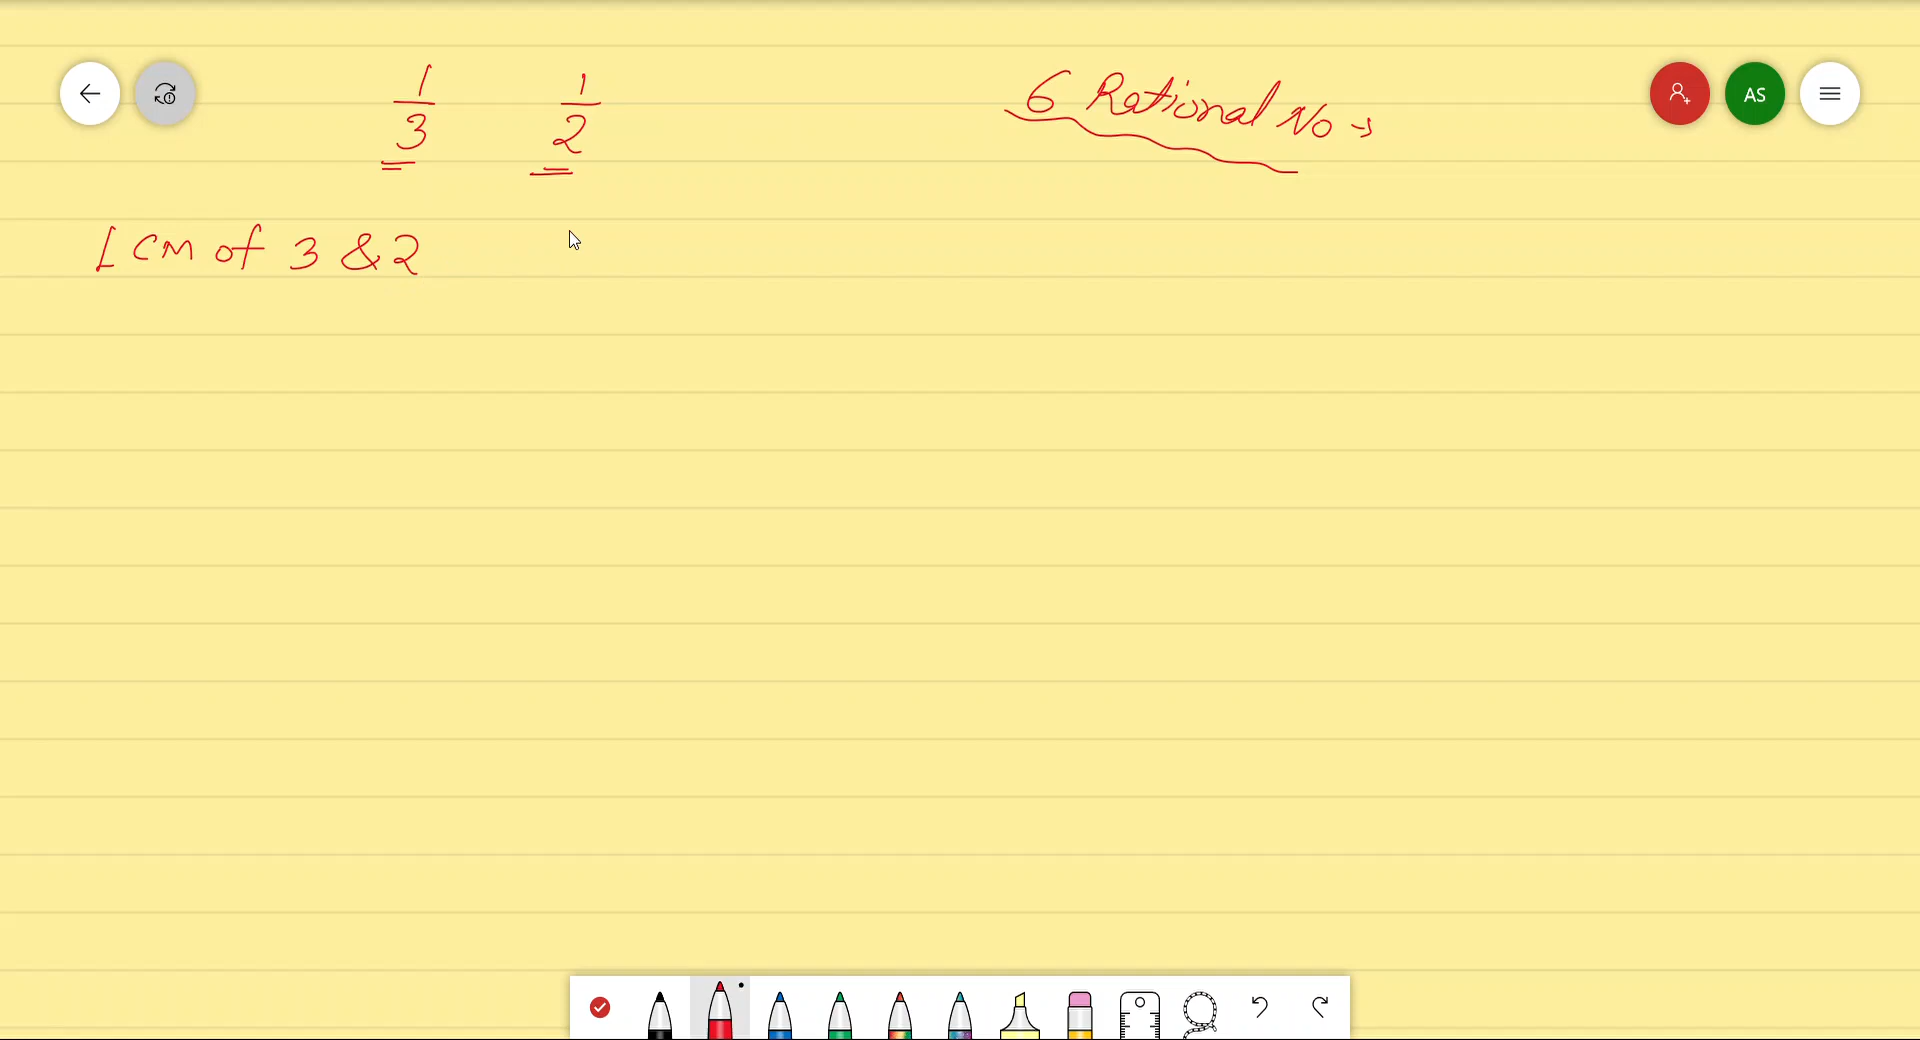 1/3 1/2
6 Rational No →
AS
LCM of 3 & 2